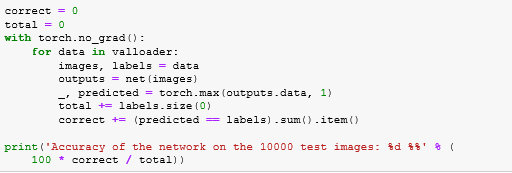 correct = 0
total = 0
with torch.no_grad():
    for data in valloader:
        images, labels = data
        outputs = net(images)
        _, predicted = torch.max(outputs.data, 1)
        total += labels.size(0)
        correct += (predicted == labels).sum().item()

print('Accuracy of the network on the 10000 test images: %d %%' % (
    100 * correct / total))